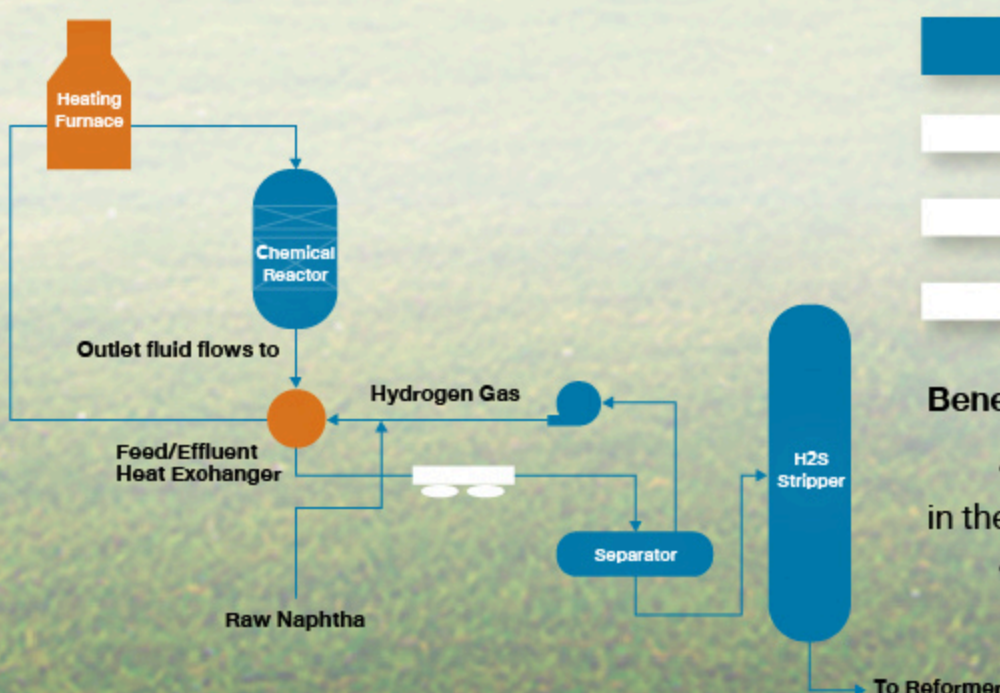 Heating
Furnace
Chemical
Reactor
Outlet fluid flows to
Hydrogen Gas
Feed/Effluent
Heat Exohanger
H2S
Stripper
Separator
Raw Naphtha
To Reformer
Bene
in the